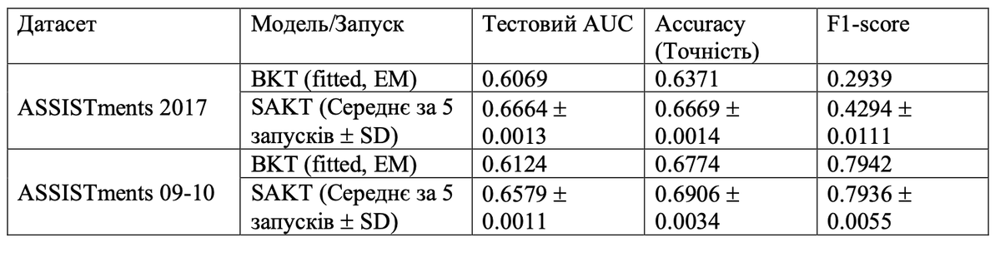 Датасет
Модель/Запуск
Тестовий AUC
Accuracy
(Точність)
F1-score
ASSISTments 2017
BKT (fitted, EM)
0.6069
0.6371
0.2939
SAKT (Середнє за 5
запусків ± SD)
0.6664 ±
0.0013
0.6669 ±
0.0014
0.4294 ±
0.0111
ASSISTments 09-10
BKT (fitted, EM)
0.6124
0.6774
0.7942
SAKT (Середнє за 5
запусків ± SD)
0.6579 ±
0.0011
0.6906 ±
0.0034
0.7936 ±
0.0055